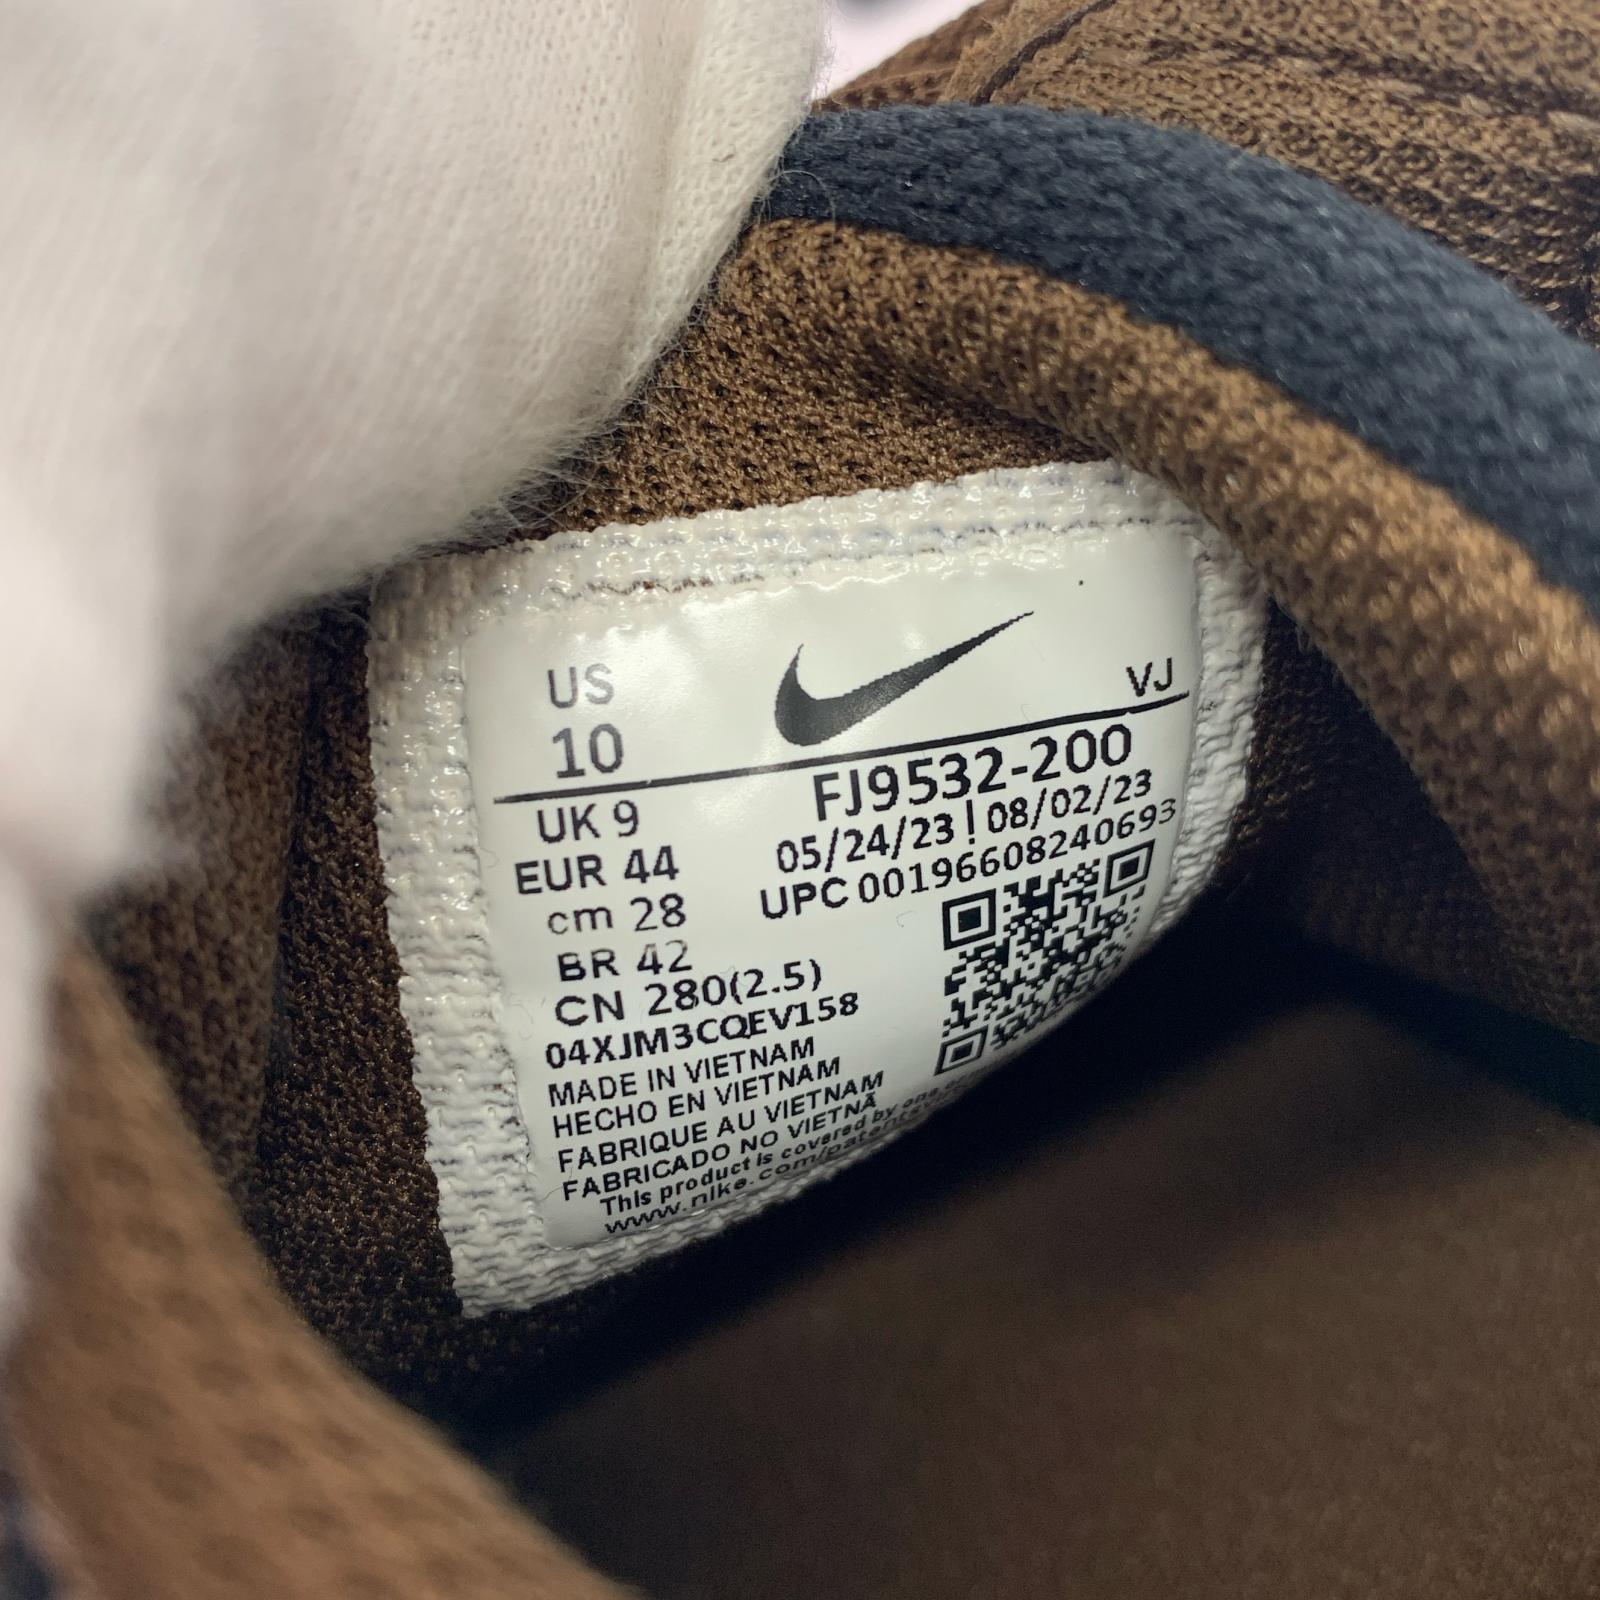 US
10
VJ
UK 9
EUR 44
cm 28
BR 42
CN 280(2.5)
FJ9532-200
05/24/23 ! 08/02/23
UPC 00196608240693
04XJM3CQEV158
MADE IN VIETNAM
HECHO EN VIETNAM
FABRIQUE AU VIETNAM
FABRICADO NO VIETNÃ
This product is covered by one or
www.nike.com/patents